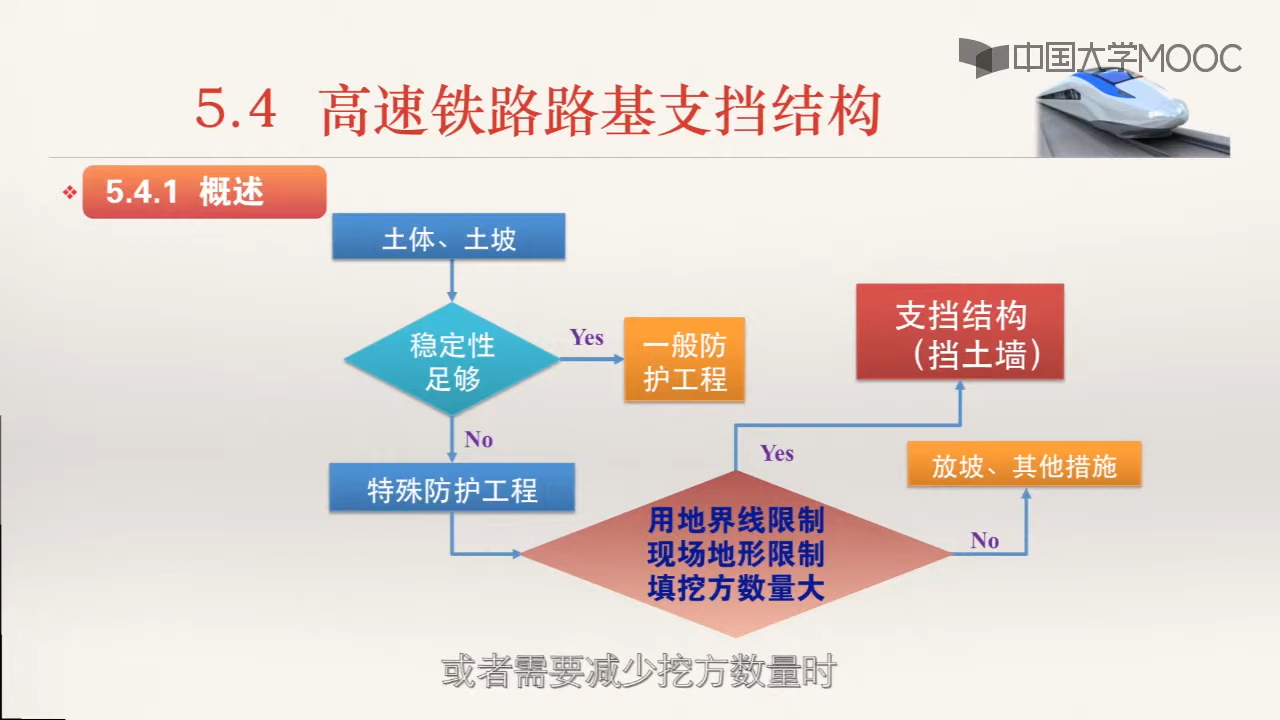 中国大学MOOC
5.4 高速铁路路基支挡结构
5.4.1 概述
土体、土坡
稳定性
足够
Yes
一般防
护工程
支挡结构
（挡土墙）
No
Yes
特殊防护工程
放坡、其他措施
用地界线限制
现场地形限制
填挖方数量大
No
或者需要减少挖方数量时